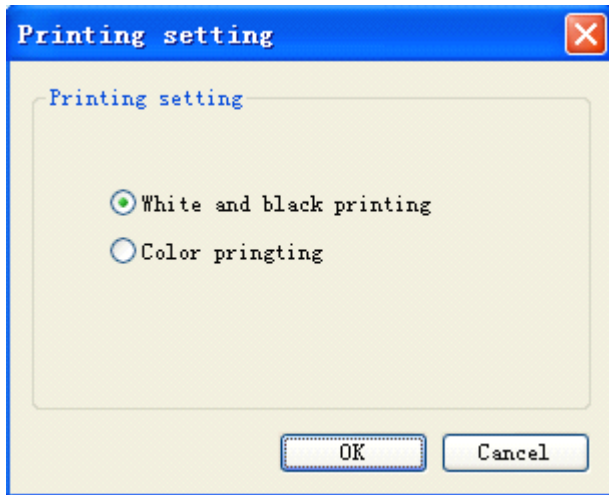 Printing setting
Printing setting
White and black printing
Color pringting
OK
Cancel